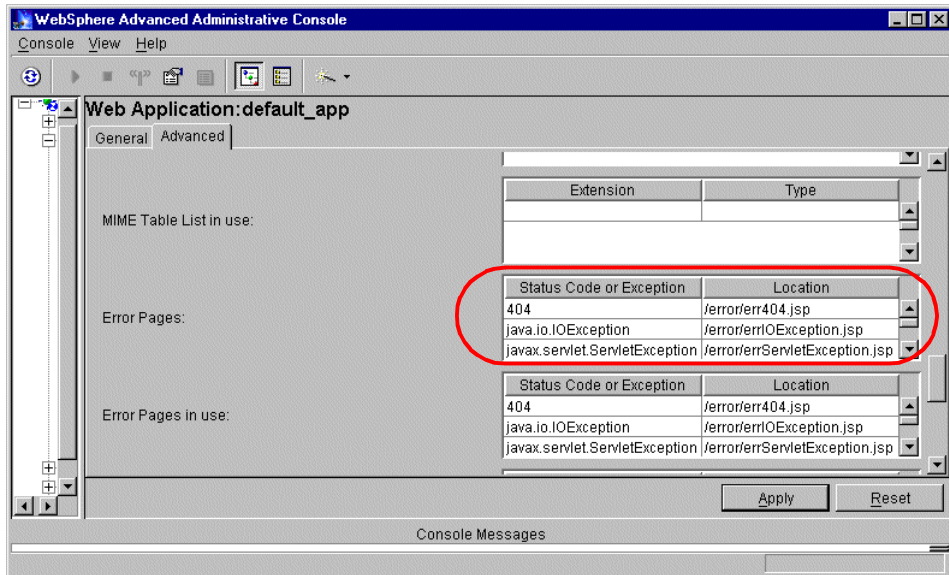 WebSphere Advanced Administrative Console
Console View Help
Web Application:default_app
General Advanced
Extension Type
MIME Table List in use:
Status Code or Exception Location
Error Pages:
404 /error/err404.jsp
java.io.IOException /error/errIOException.jsp
javax.servlet.ServletException /error/errServletException.jsp
Status Code or Exception Location
Error Pages in use:
404 /error/err404.jsp
java.io.IOException /error/errIOException.jsp
javax.servlet.ServletException /error/errServletException.jsp
Apply Reset
Console Messages